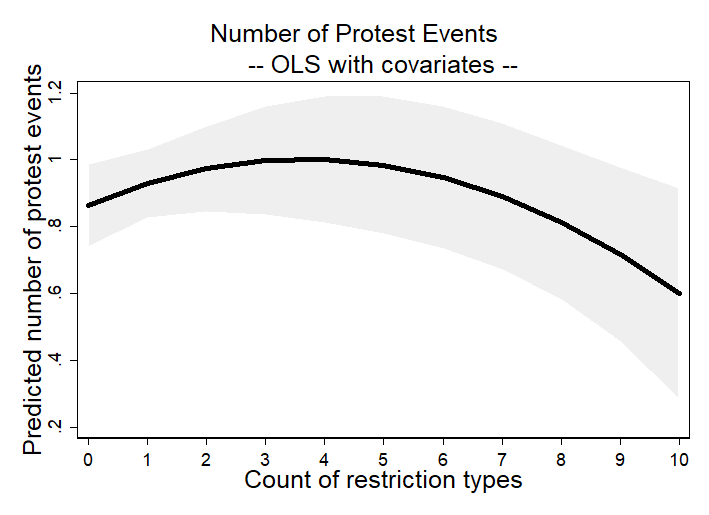 Number of Protest Events
-- OLS with covariates --
Predicted number of protest events
1.2
1
.8
.6
.4
.2
0 1 2 3 4 5 6 7 8 9 10
Count of restriction types